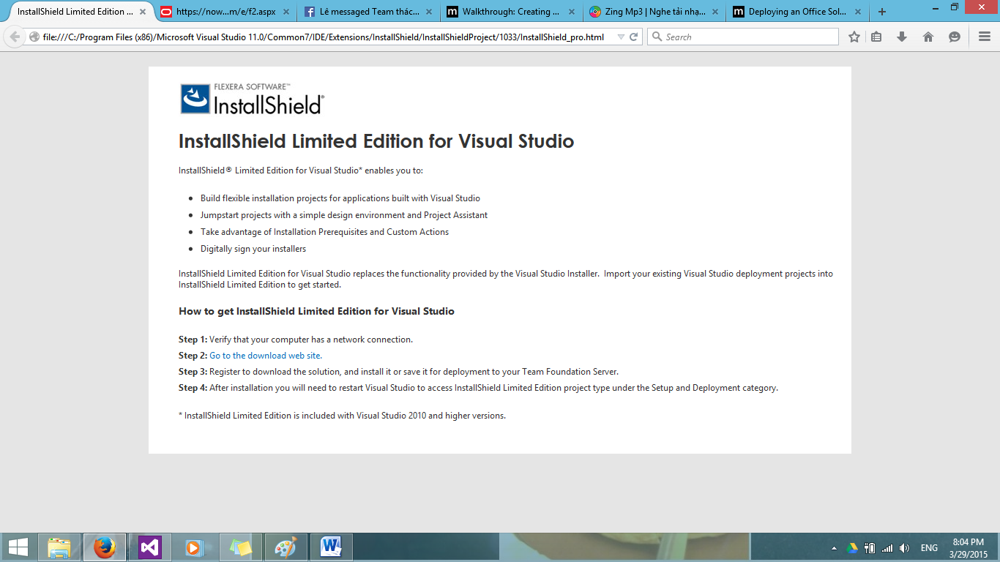 InstallShield Limited Edition ...
https://now...m/e/f2.aspx
Lê messaged Team thác...
Walkthrough: Creating ...
Zing Mp3 | Nghe tải nhạ...
Deploying an Office Sol...
file:///C:/Program Files (x86)/Microsoft Visual Studio 11.0/Common7/IDE/Extensions/InstallShield/InstallShieldProject/1033/InstallShield_pro.html
Search
FLEXERA SOFTWARE™
InstallShield®
InstallShield Limited Edition for Visual Studio
InstallShield® Limited Edition for Visual Studio* enables you to:
• Build flexible installation projects for applications built with Visual Studio
• Jumpstart projects with a simple design environment and Project Assistant
• Take advantage of Installation Prerequisites and Custom Actions
• Digitally sign your installers
InstallShield Limited Edition for Visual Studio replaces the functionality provided by the Visual Studio Installer.  Import your existing Visual Studio deployment projects into
InstallShield Limited Edition to get started.
How to get InstallShield Limited Edition for Visual Studio
Step 1: Verify that your computer has a network connection.
Step 2: Go to the download web site.
Step 3: Register to download the solution, and install it or save it for deployment to your Team Foundation Server.
Step 4: After installation you will need to restart Visual Studio to access InstallShield Limited Edition project type under the Setup and Deployment category.
* InstallShield Limited Edition is included with Visual Studio 2010 and higher versions.
ENG
8:04 PM
3/29/2015